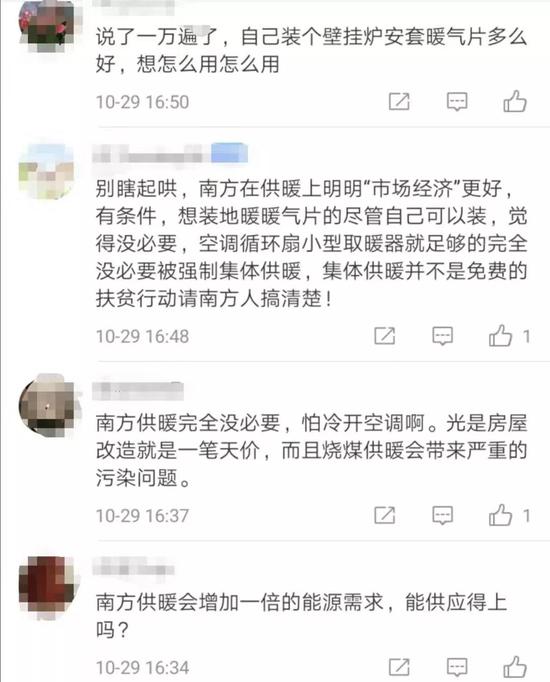 说了一万遍了，自己装个壁挂炉安套暖气片多么
好，想怎么用怎么用
10-29 16:50
别瞎起哄，南方在供暖上明明“市场经济”更好，
有条件，想装地暖暖气片的尽管自己可以装，觉
得没必要，空调循环扇小型取暖器就足够的完全
没必要被强制集体供暖，集体供暖并不是免费的
扶贫行动请南方人搞清楚！
10-29 16:48
1
南方供暖完全没必要，怕冷开空调啊。光是房屋
改造就是一笔天价，而且烧煤供暖会带来严重的
污染问题。
10-29 16:37
1
南方供暖会增加一倍的能源需求，能供应得上
吗？
10-29 16:34